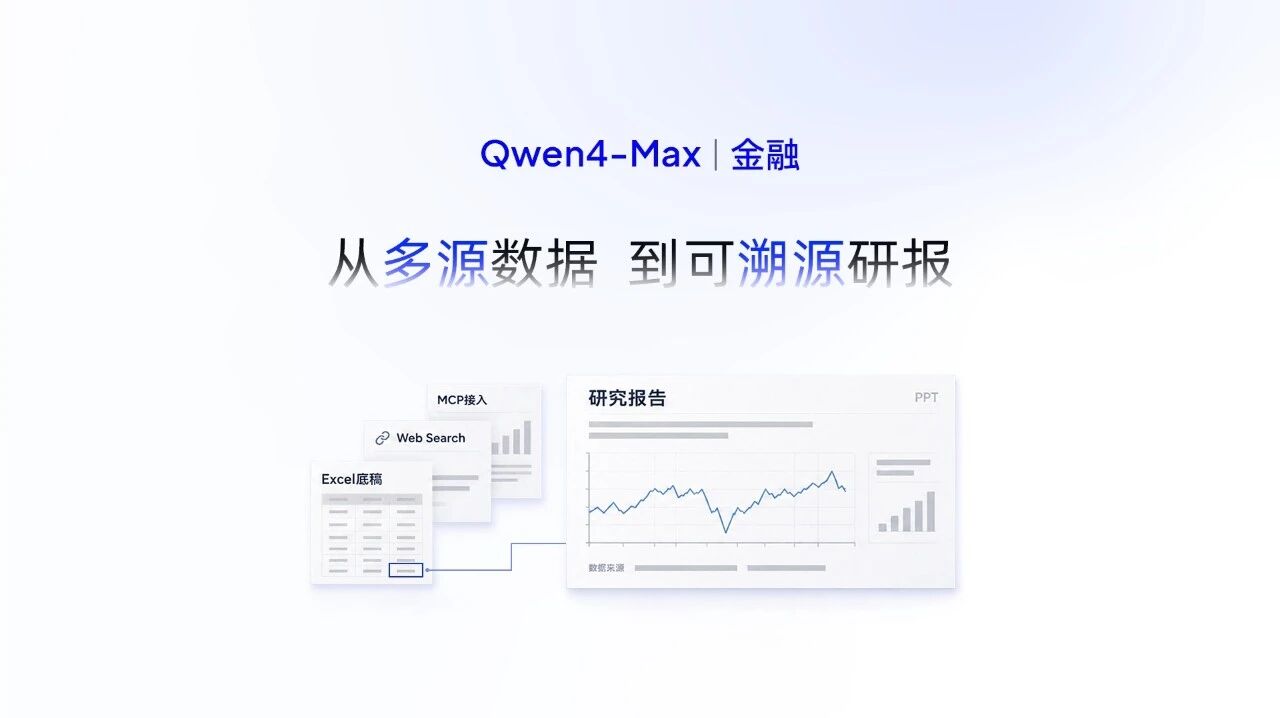 Qwen4-Max | 金融
从多源数据 到可溯源研报
MCP接入
Web Search
Excel底稿
研究报告
PPT
数据来源